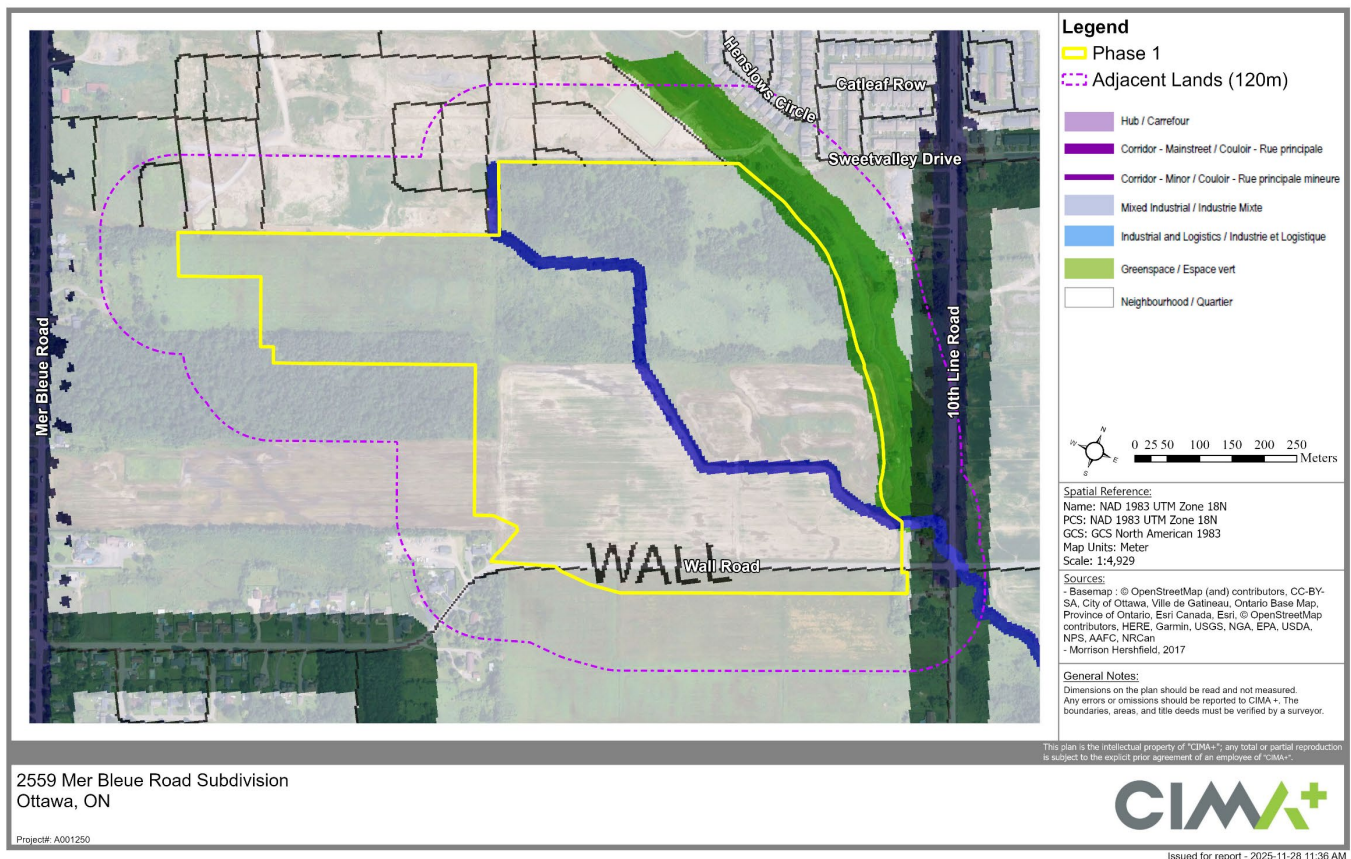 Henslows Circle
Catleaf Row
Sweetvalley Drive
Mer Bleue Road
10th Line Road
WALL
Wall Road
Legend
Phase 1
Adjacent Lands (120m)
Hub / Carrefour
Corridor - Mainstreet / Couloir - Rue principale
Corridor - Minor / Couloir - Rue principale mineure
Mixed Industrial / Industrie Mixte
Industrial and Logistics / Industrie et Logistique
Greenspace / Espace vert
Neighbourhood / Quartier
N
W
E
S
0 25 50 100 150 200 250
Meters
Spatial Reference:
Name: NAD 1983 UTM Zone 18N
PCS: NAD 1983 UTM Zone 18N
GCS: GCS North American 1983
Map Units: Meter
Scale: 1:4,929
Sources:
- Basemap : © OpenStreetMap (and) contributors, CC-BY-
SA, City of Ottawa, Ville de Gatineau, Ontario Base Map,
Province of Ontario, Esri Canada, Esri, © OpenStreetMap
contributors, HERE, Garmin, USGS, NGA, EPA, USDA,
NPS, AAFC, NRCan
- Morrison Hershfield, 2017
General Notes:
Dimensions on the plan should be read and not measured.
Any errors or omissions should be reported to CIMA +. The
boundaries, areas, and title deeds must be verified by a surveyor.
This plan is the intellectual property of "CIMA+"; any total or partial reproduction
is subject to the explicit prior agreement of an employee of "CIMA+".
2559 Mer Bleue Road Subdivision
Ottawa, ON
Project#: A001250
CIMA+
Issued for report - 2025-11-28 11:36 AM